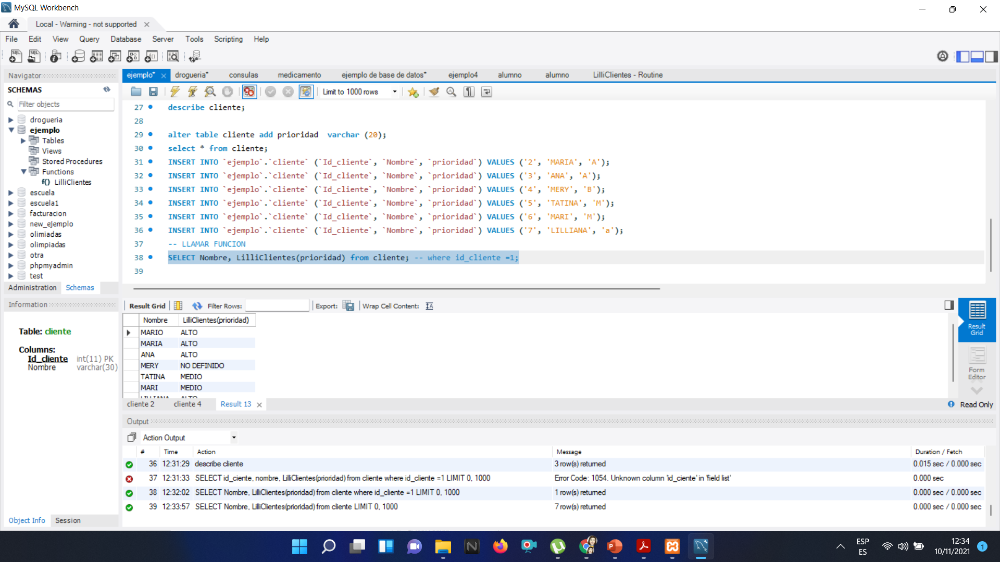 MySQL Workbench
Local - Warning - not supported
File Edit View Query Database Server Tools Scripting Help
Navigator
SCHEMAS
Filter objects
drogueria
ejemplo
Tables
Views
Stored Procedures
Functions
f() LilliClientes
escuela
escuela1
facturacion
new_ejemplo
olimiadas
olimpiadas
otra
phpmyadmin
test
Administration Schemas
Information
Table: cliente
Columns:
Id_cliente int(11) PK
Nombre varchar(30)
Object Info Session
ejemplo* drogueria* consulas medicamento ejemplo de base de datos* ejemplo4 alumno alumno LilliClientes - Routine
Limit to 1000 rows
27 describe cliente;
28
29 alter table cliente add prioridad  varchar (20);
30 select * from cliente;
31 INSERT INTO `ejemplo`.`cliente` (`Id_cliente`, `Nombre`, `prioridad`) VALUES ('2', 'MARIA', 'A');
32 INSERT INTO `ejemplo`.`cliente` (`Id_cliente`, `Nombre`, `prioridad`) VALUES ('3', 'ANA', 'A');
33 INSERT INTO `ejemplo`.`cliente` (`Id_cliente`, `Nombre`, `prioridad`) VALUES ('4', 'MERY', 'B');
34 INSERT INTO `ejemplo`.`cliente` (`Id_cliente`, `Nombre`, `prioridad`) VALUES ('5', 'TATINA', 'M');
35 INSERT INTO `ejemplo`.`cliente` (`Id_cliente`, `Nombre`, `prioridad`) VALUES ('6', 'MARI', 'M');
36 INSERT INTO `ejemplo`.`cliente` (`Id_cliente`, `Nombre`, `prioridad`) VALUES ('7', 'LILLIANA', 'a');
37 -- LLAMAR FUNCION
38 SELECT Nombre, LilliClientes(prioridad) from cliente; -- where id_cliente =1;
39
Result Grid Filter Rows: Export: Wrap Cell Content:
Nombre LilliClientes(prioridad)
MARIO ALTO
MARIA ALTO
ANA ALTO
MERY NO DEFINIDO
TATINA MEDIO
MARI MEDIO
LILLIANA ALTO
Result Grid
Form Editor
cliente 2 cliente 4 Result 13
Read Only
Output
Action Output
# Time Action Message Duration / Fetch
36 12:31:29 describe cliente 3 row(s) returned 0.015 sec / 0.000 sec
37 12:31:33 SELECT id_ciente, nombre, LilliClientes(prioridad) from cliente where id_cliente =1 LIMIT 0, 1000 Error Code: 1054. Unknown column 'id_ciente' in 'field list' 0.000 sec
38 12:32:02 SELECT Nombre, LilliClientes(prioridad) from cliente where id_cliente =1 LIMIT 0, 1000 1 row(s) returned 0.000 sec / 0.000 sec
39 12:33:57 SELECT Nombre, LilliClientes(prioridad) from cliente LIMIT 0, 1000 7 row(s) returned 0.000 sec / 0.000 sec
ESP
ES
12:34
10/11/2021
1